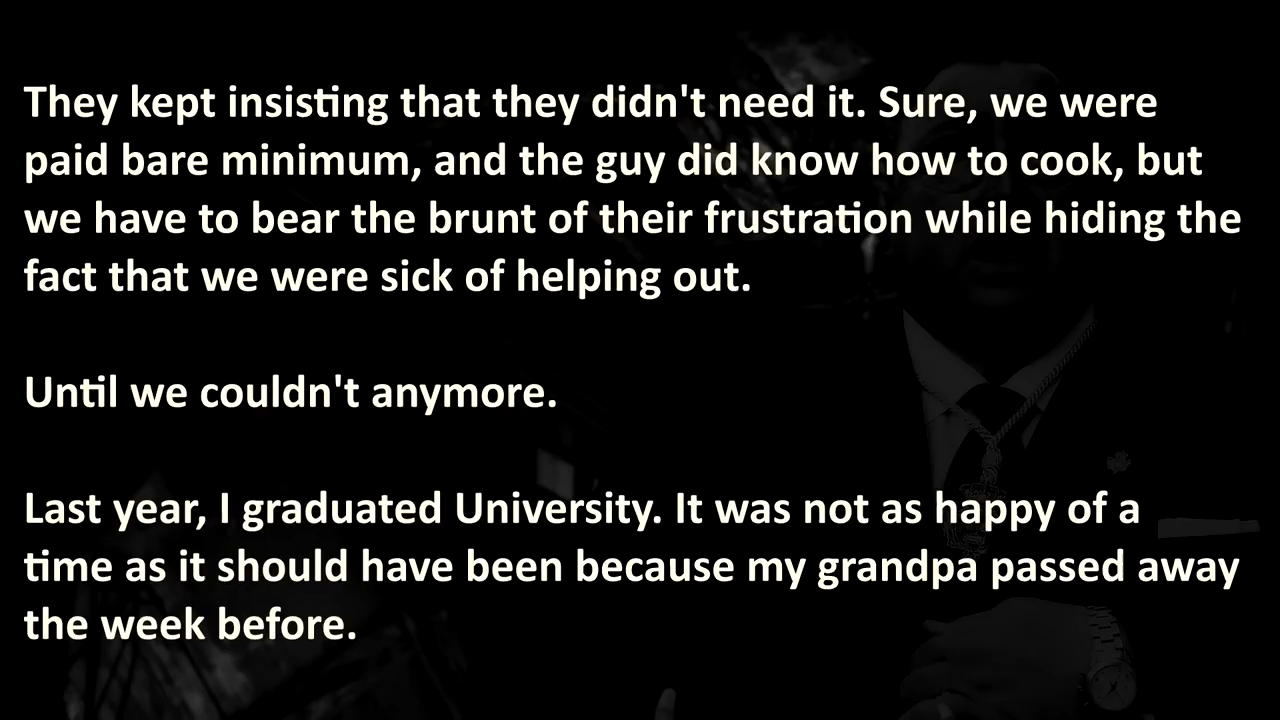 They kept insisting that they didn't need it. Sure, we were
paid bare minimum, and the guy did know how to cook, but
we have to bear the brunt of their frustration while hiding the
fact that we were sick of helping out.
Until we couldn't anymore.
Last year, I graduated University. It was not as happy of a
time as it should have been because my grandpa passed away
the week before.